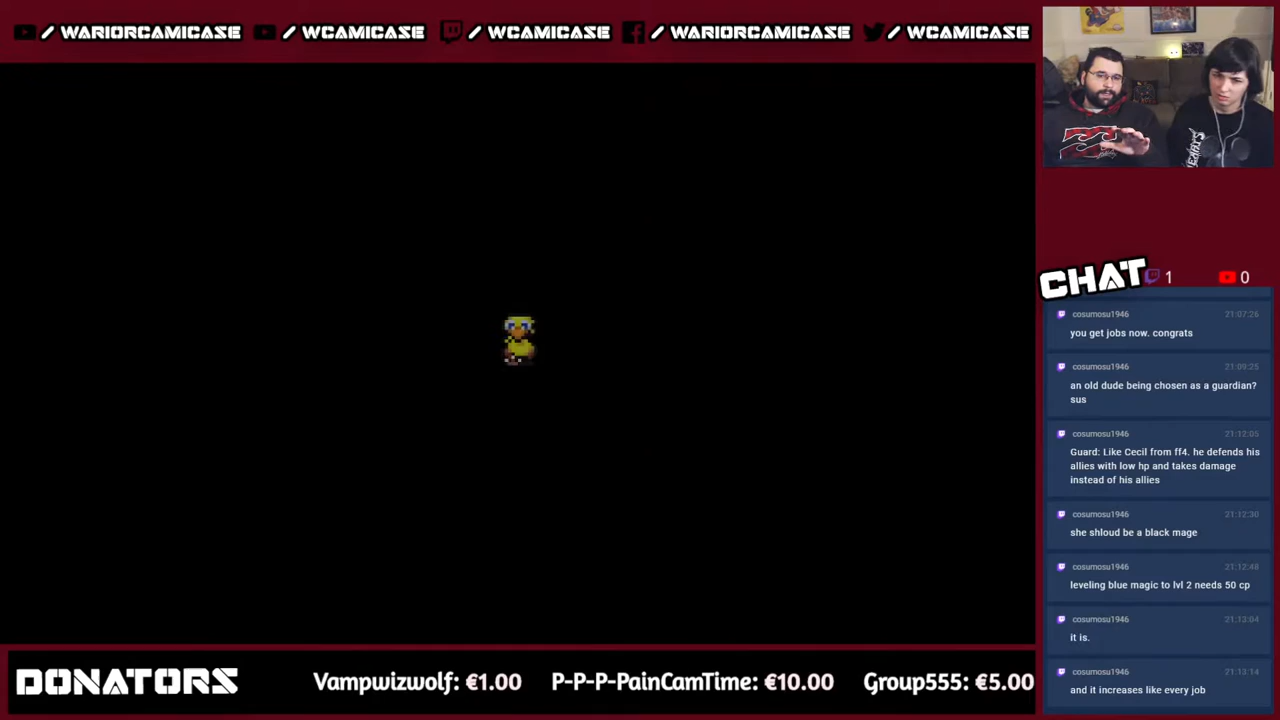 / WARIORCAMICASE / WCAMICASE / WCAMICASE / WARIORCAMICASE / WCAMICASE
CHAT 1 0
cosumosu1946 21:07:26
you get jobs now. congrats
cosumosu1946 21:09:25
an old dude being chosen as a guardian?
sus
cosumosu1946 21:12:05
Guard: Like Cecil from ff4. he defends his
allies with low hp and takes damage
instead of his allies
cosumosu1946 21:12:30
she shloud be a black mage
cosumosu1946 21:12:48
leveling blue magic to lvl 2 needs 50 cp
cosumosu1946 21:13:04
it is.
cosumosu1946 21:13:14
and it increases like every job
DONATORS Vampwizwolf: €1.00 P-P-P-PainCamTime: €10.00 Group555: €5.00